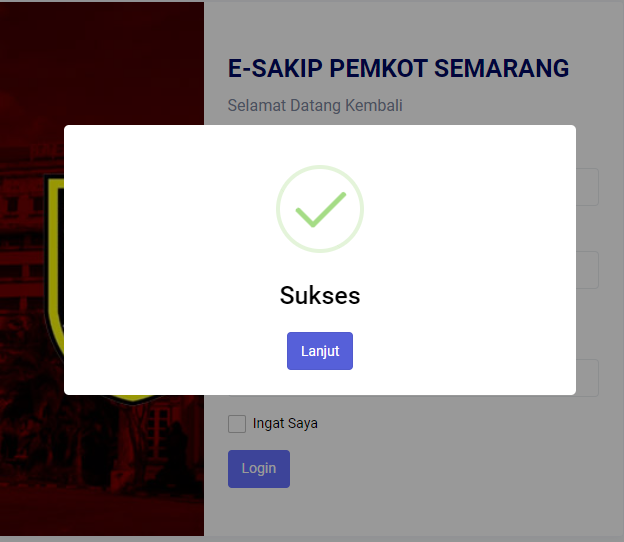 E-SAKIP PEMKOT SEMARANG
Selamat Datang Kembali
Sukses
Lanjut
Ingat Saya
Login